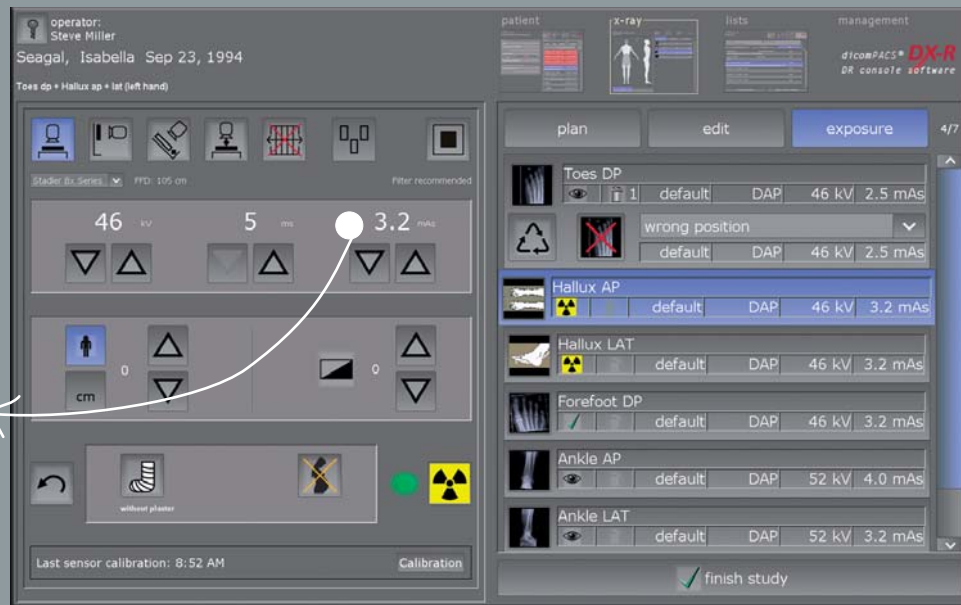 operator:
Steve Miller
Seagal, Isabella Sep 23, 1994
Toes dp + Hallux ap + lat (left hand)
patient
x-ray
lists
management
dicomPACS® DX-R
DR console software
Stadler Bx Series
FFD: 105 cm
Filter recommended
46 kV
5 ms
3.2 mAs
0
cm
0
without plaster
Last sensor calibration: 8:52 AM
Calibration
plan
edit
exposure
4/7
Toes DP
1 default DAP 46 kV 2.5 mAs
wrong position
default DAP 46 kV 2.5 mAs
Hallux AP
default DAP 46 kV 3.2 mAs
Hallux LAT
default DAP 46 kV 3.2 mAs
Forefoot DP
default DAP 46 kV 3.2 mAs
Ankle AP
default DAP 52 kV 4.0 mAs
Ankle LAT
default DAP 52 kV 3.2 mAs
finish study